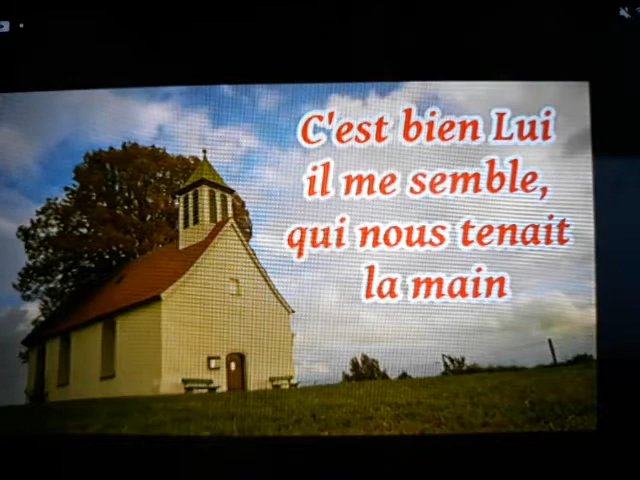 C'est bien Lui
il me semble,
qui nous tenait
la main